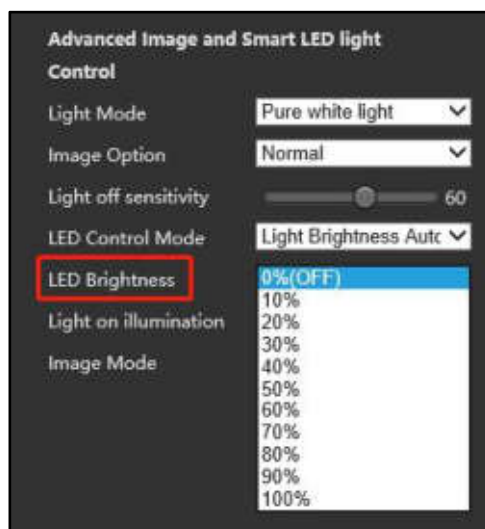 Advanced Image and Smart LED light
Control
Light Mode Pure white light
Image Option Normal
Light off sensitivity 60
LED Control Mode Light Brightness Autc
LED Brightness 0%(OFF)
10%
Light on illumination 20%
30%
Image Mode 40%
50%
60%
70%
80%
90%
100%